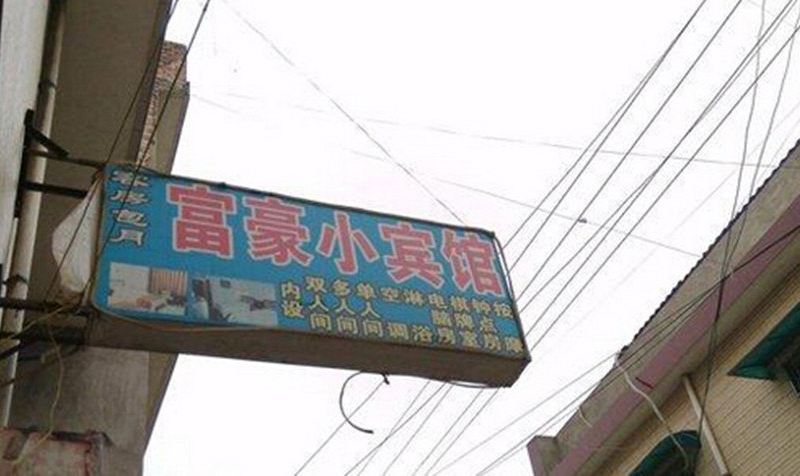 客房包月
富豪小宾馆
内设
双人间
多人间
单人间
空调
淋浴
电脑房
棋牌室
钟点房
按摩